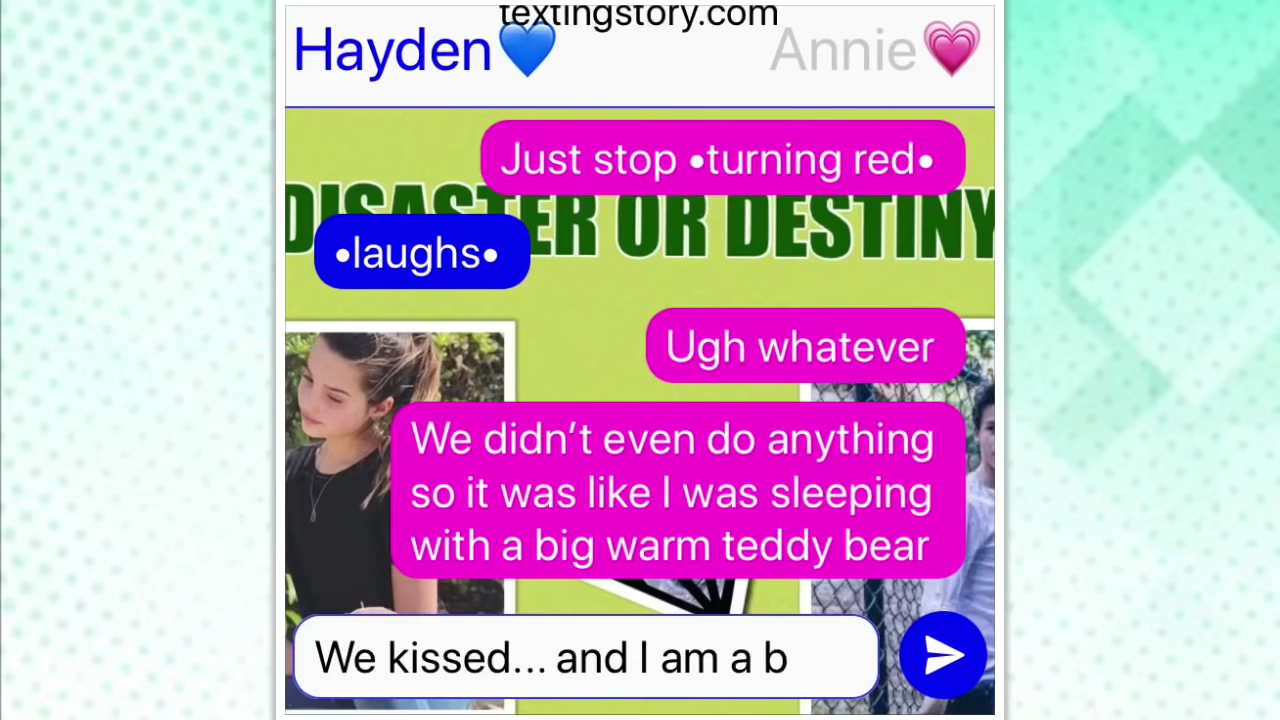 textingstory.com
Hayden💙 Annie💗
Just stop •turning red•
DISASTER OR DESTINY
•laughs•
Ugh whatever
We didn’t even do anything
so it was like I was sleeping
with a big warm teddy bear
We kissed... and I am a b